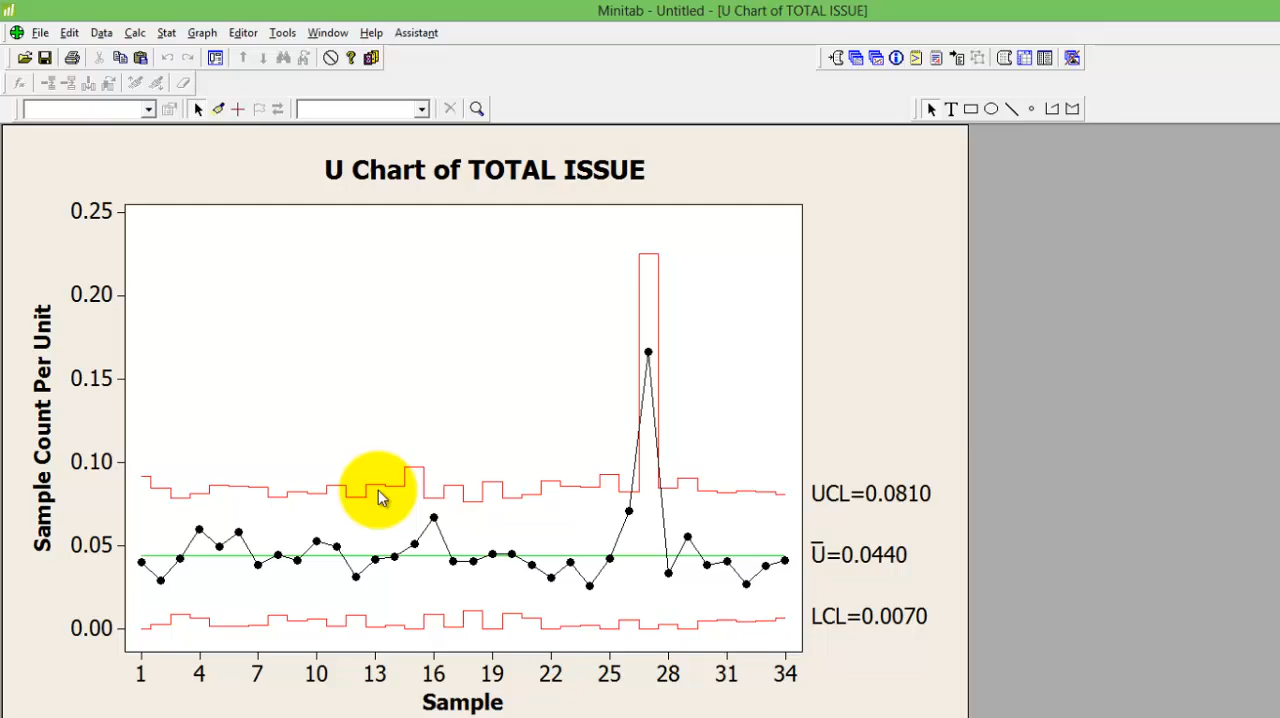 Minitab - Untitled - [U Chart of TOTAL ISSUE]
File Edit Data Calc Stat Graph Editor Tools Window Help Assistant
U Chart of TOTAL ISSUE
Sample Count Per Unit
0.25
0.20
0.15
0.10
0.05
0.00
UCL=0.0810
U̅=0.0440
LCL=0.0070
1 4 7 10 13 16 19 22 25 28 31 34
Sample